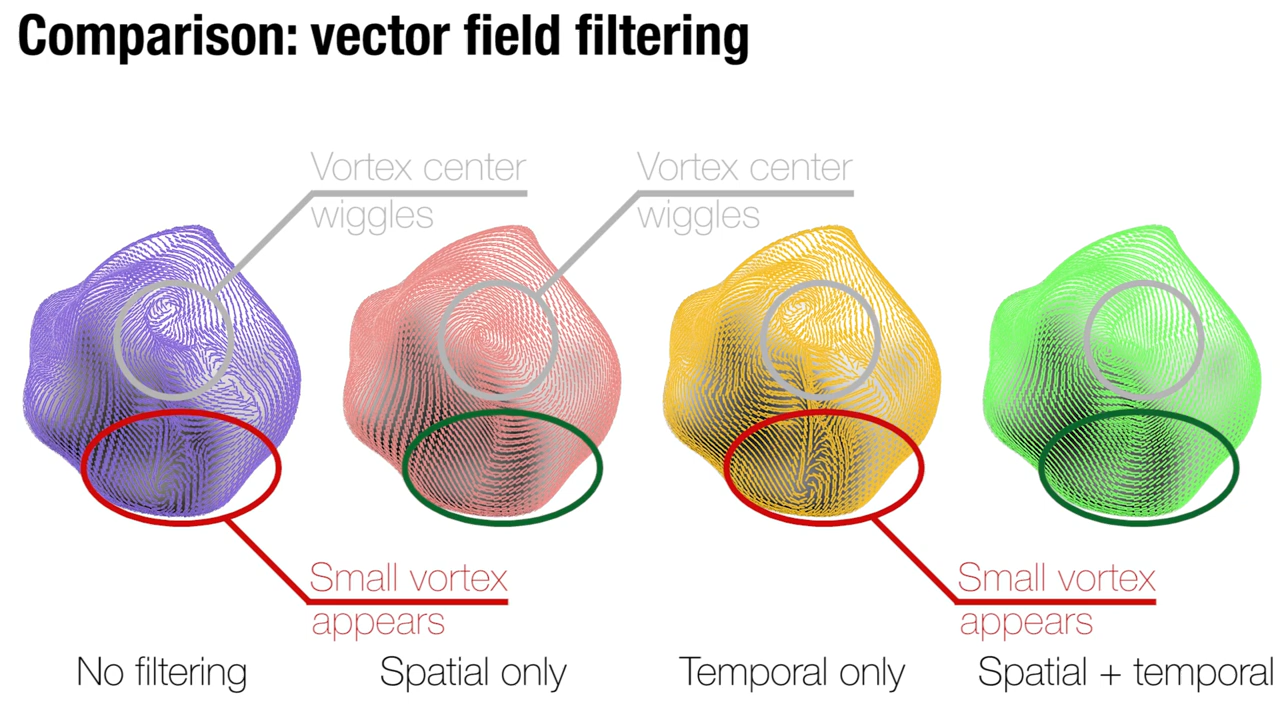 Comparison: vector field filtering
Vortex center
wiggles
Vortex center
wiggles
Small vortex
appears
Small vortex
appears
No filtering
Spatial only
Temporal only
Spatial + temporal